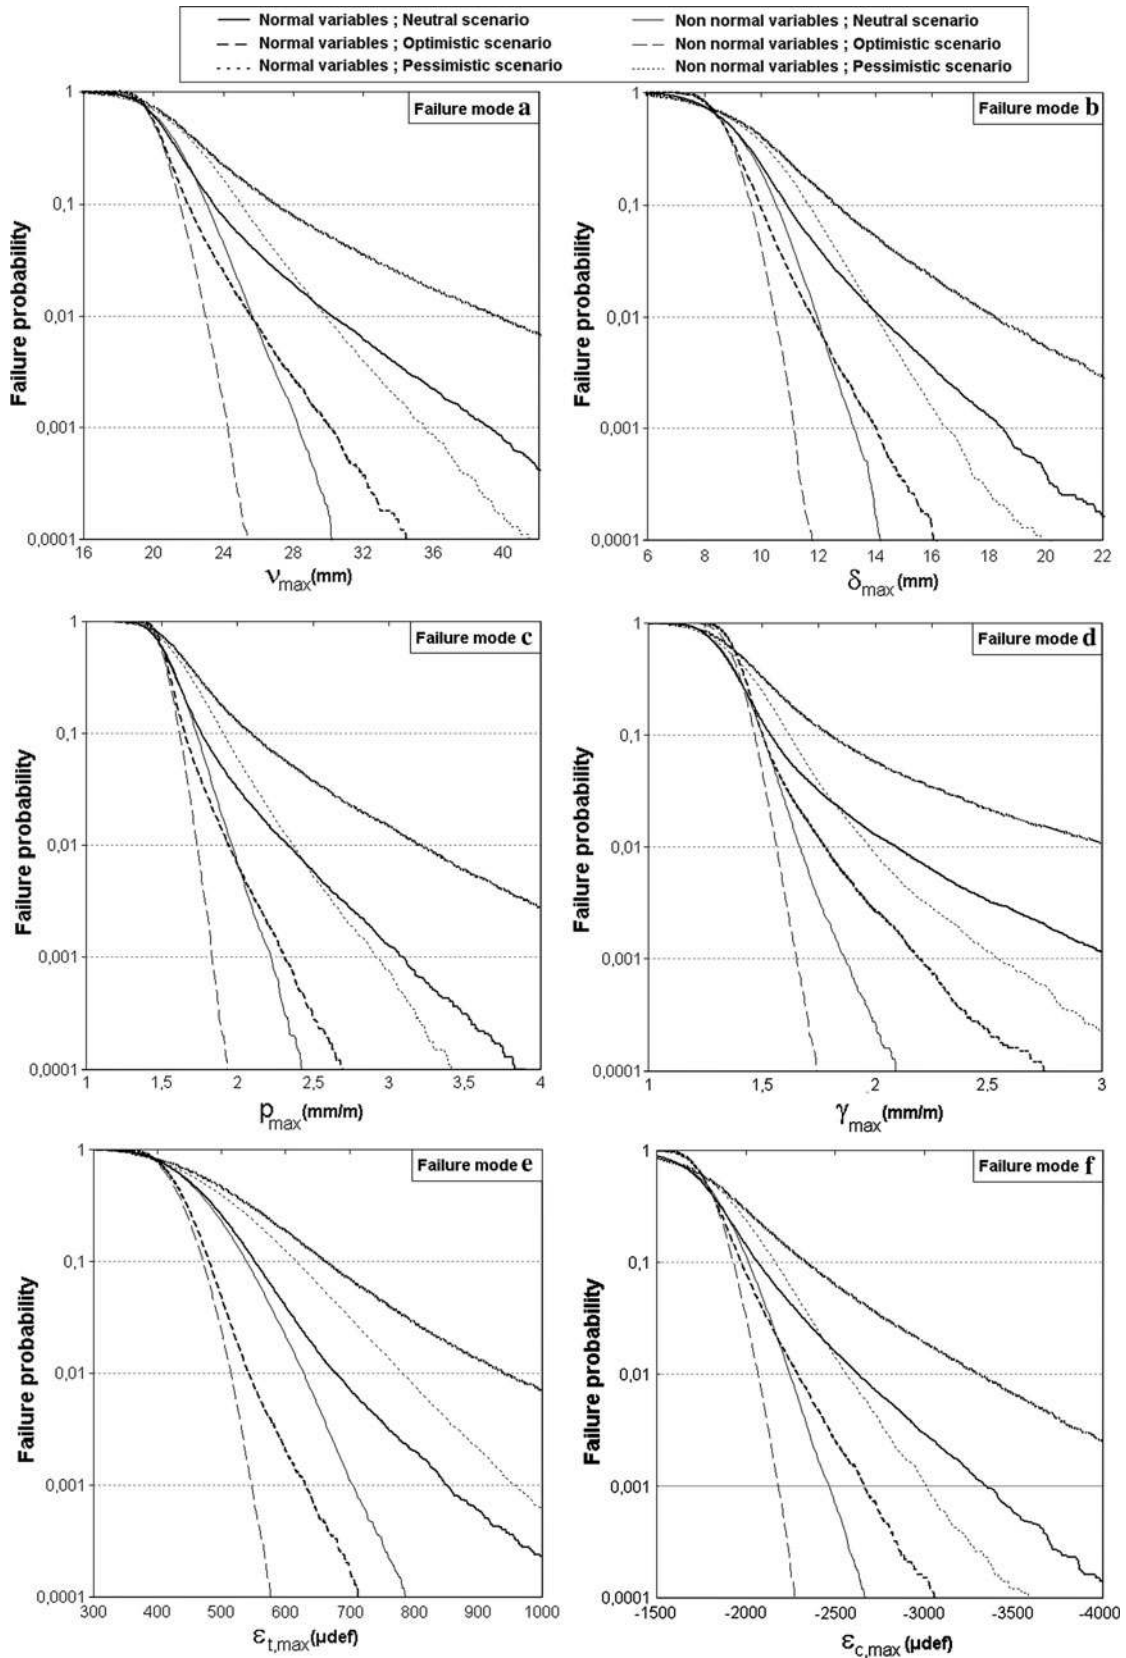 Normal variables ; Neutral scenario
Normal variables ; Optimistic scenario
Normal variables ; Pessimistic scenario
Non normal variables ; Neutral scenario
Non normal variables ; Optimistic scenario
Non normal variables ; Pessimistic scenario
Failure mode a
Failure probability
1
0,1
0,01
0,001
0,0001
16 20 24 28 32 36 40
νmax (mm)
Failure mode b
Failure probability
1
0,1
0,01
0,001
0,0001
6 8 10 12 14 16 18 20 22
δmax (mm)
Failure mode c
Failure probability
1
0,1
0,01
0,001
0,0001
1 1,5 2 2,5 3 3,5 4
pmax (mm/m)
Failure mode d
Failure probability
1
0,1
0,01
0,001
0,0001
1 1,5 2 2,5 3
γmax (mm/m)
Failure mode e
Failure probability
1
0,1
0,01
0,001
0,0001
300 400 500 600 700 800 900 1000
εt,max (µdef)
Failure mode f
Failure probability
1
0,1
0,01
0,001
0,0001
-1500 -2000 -2500 -3000 -3500 -4000
εc,max (µdef)